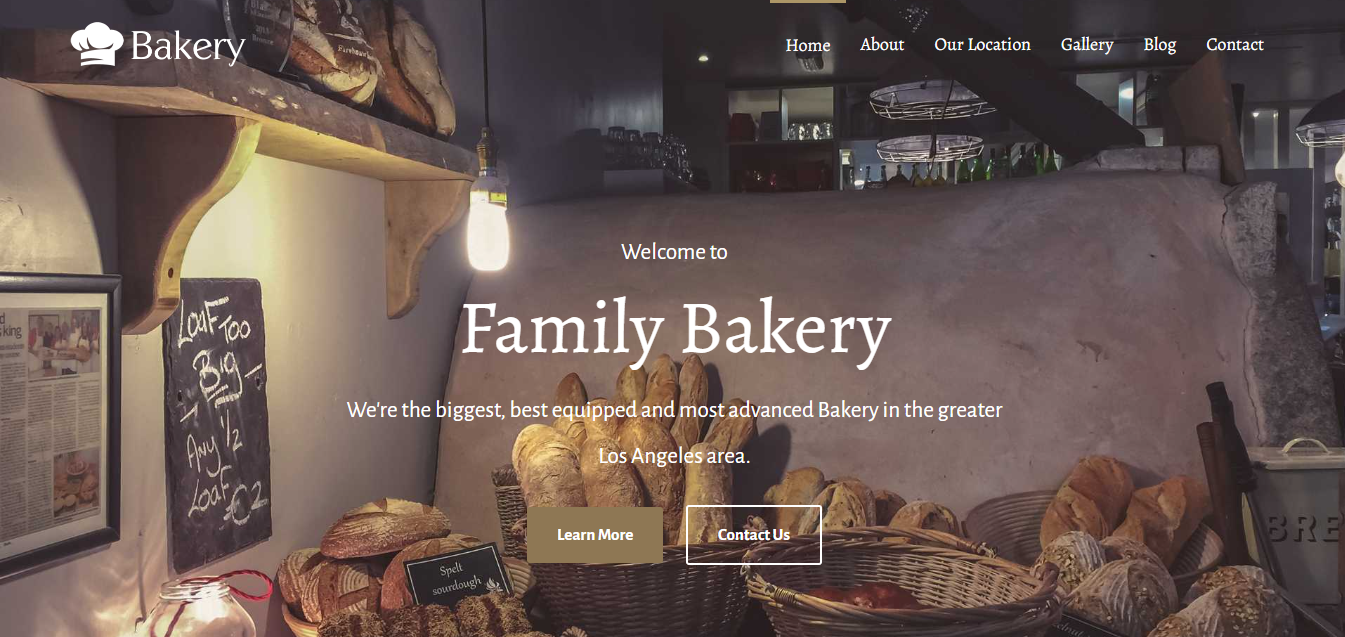 Bakery
Home
About
Our Location
Gallery
Blog
Contact
Welcome to
Family Bakery
We're the biggest, best equipped and most advanced Bakery in the greater
Los Angeles area.
Learn More
Contact Us
Loaf Too
Big
Any 1/2
Loaf £2
Spelt
sourdough
BRE